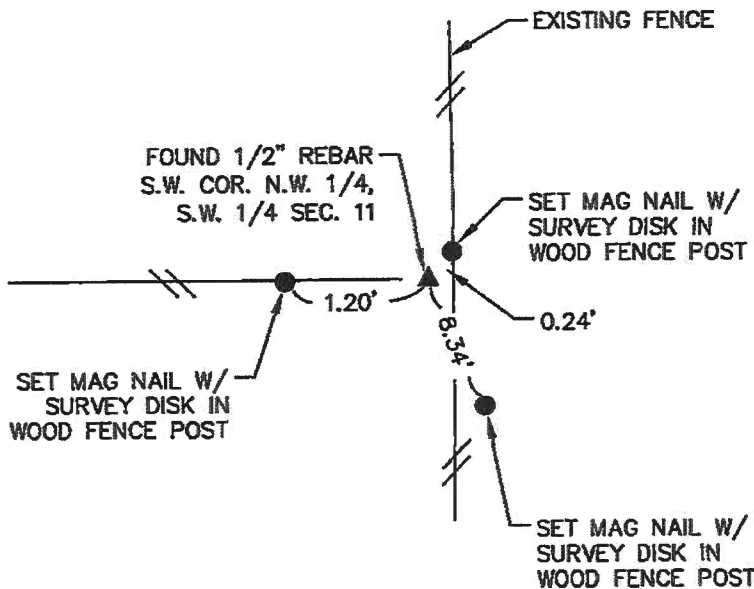 EXISTING FENCE
FOUND 1/2" REBAR
S.W. COR. N.W. 1/4,
S.W. 1/4 SEC. 11
SET MAG NAIL W/
SURVEY DISK IN
WOOD FENCE POST
1.20'
0.24'
8.34'
SET MAG NAIL W/
SURVEY DISK IN
WOOD FENCE POST
SET MAG NAIL W/
SURVEY DISK IN
WOOD FENCE POST